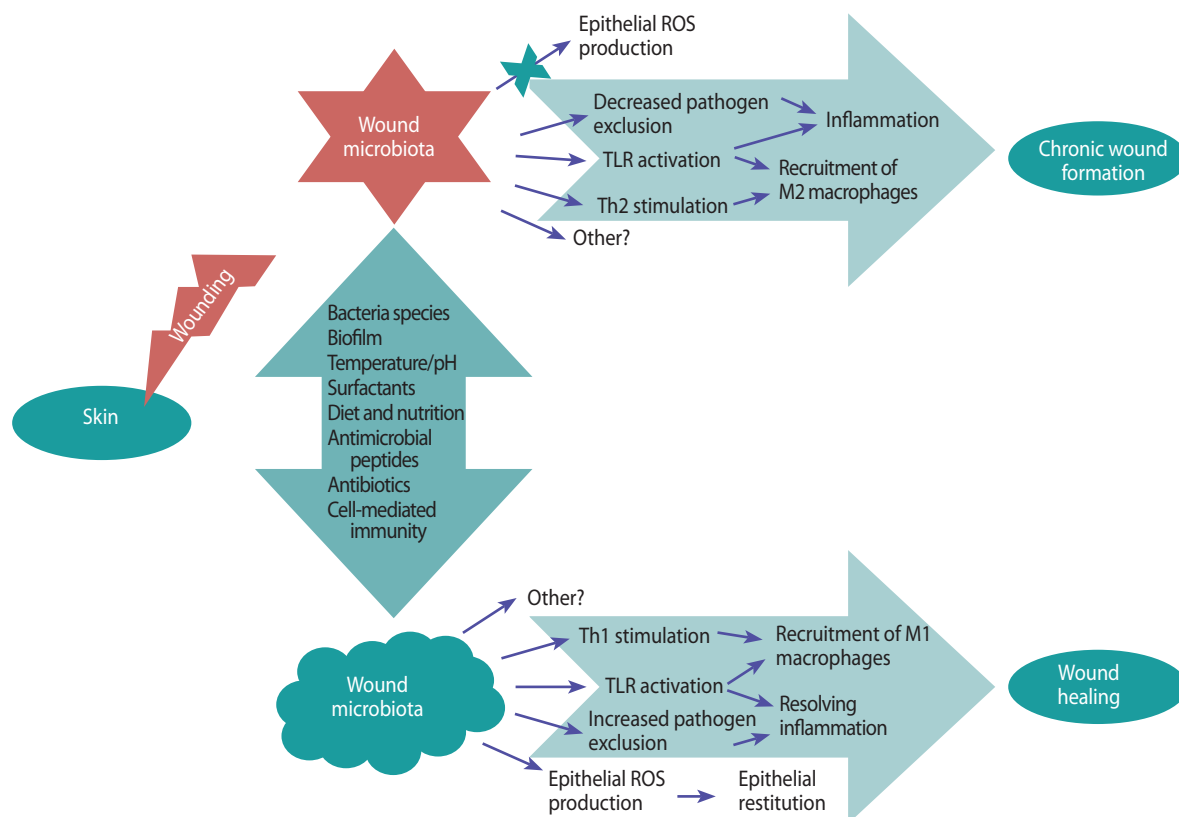 Epithelial ROS
production
Wound
microbiota
Decreased pathogen
exclusion
Inflammation
TLR activation
Recruitment of
M2 macrophages
Th2 stimulation
Other?
Chronic wound
formation
Wounding
Skin
Bacteria species
Biofilm
Temperature/pH
Surfactants
Diet and nutrition
Antimicrobial
peptides
Antibiotics
Cell-mediated
immunity
Other?
Th1 stimulation
Recruitment of M1
macrophages
Wound
microbiota
TLR activation
Resolving
inflammation
Increased pathogen
exclusion
Epithelial ROS
production
Epithelial
restitution
Wound
healing